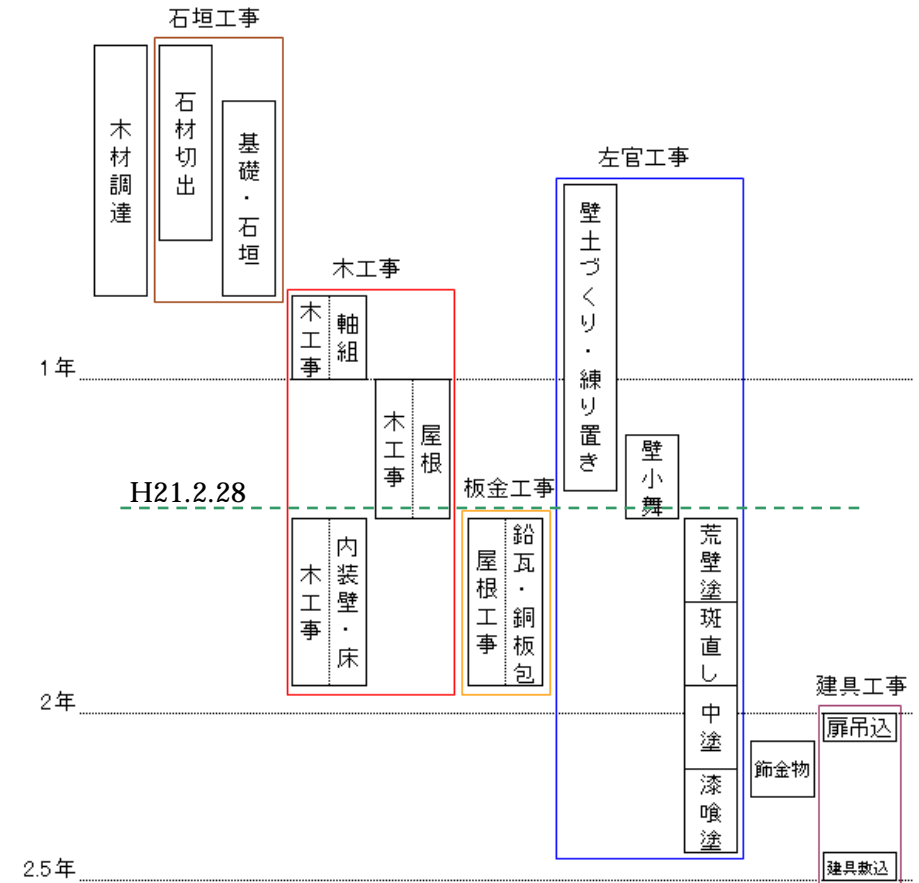 石垣工事
木材調達
石材切出
基礎・石垣
左官工事
壁土づくり・練り置き
木工事
木工事
軸組
1年
木工事
屋根
壁小舞
板金工事
H21.2.28
木工事
内装壁・床
屋根工事
鉛瓦・銅板包
荒壁塗
斑直し
建具工事
2年
中塗
扉吊込
飾金物
漆喰塗
2.5年
建具敷込